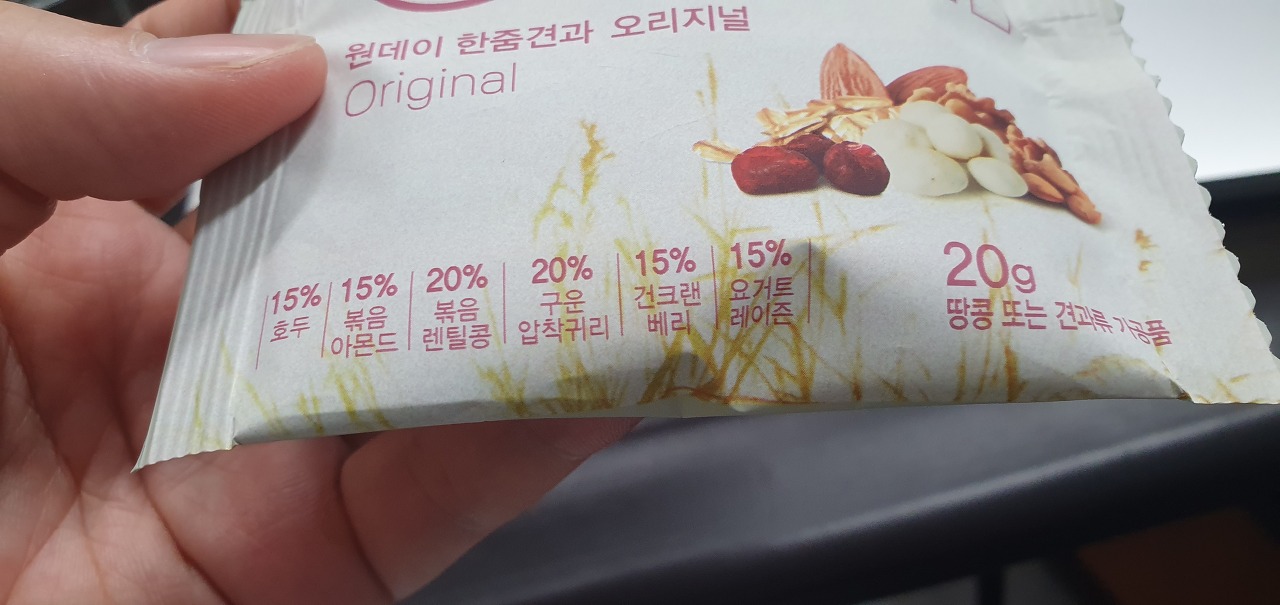 원데이 한줌견과 오리지널
Original
15%
호두
15%
볶음
아몬드
20%
볶음
렌틸콩
20%
구운
압착귀리
15%
건크랜
베리
15%
요거트
레이즌
20g
땅콩 또는 견과류 가공품